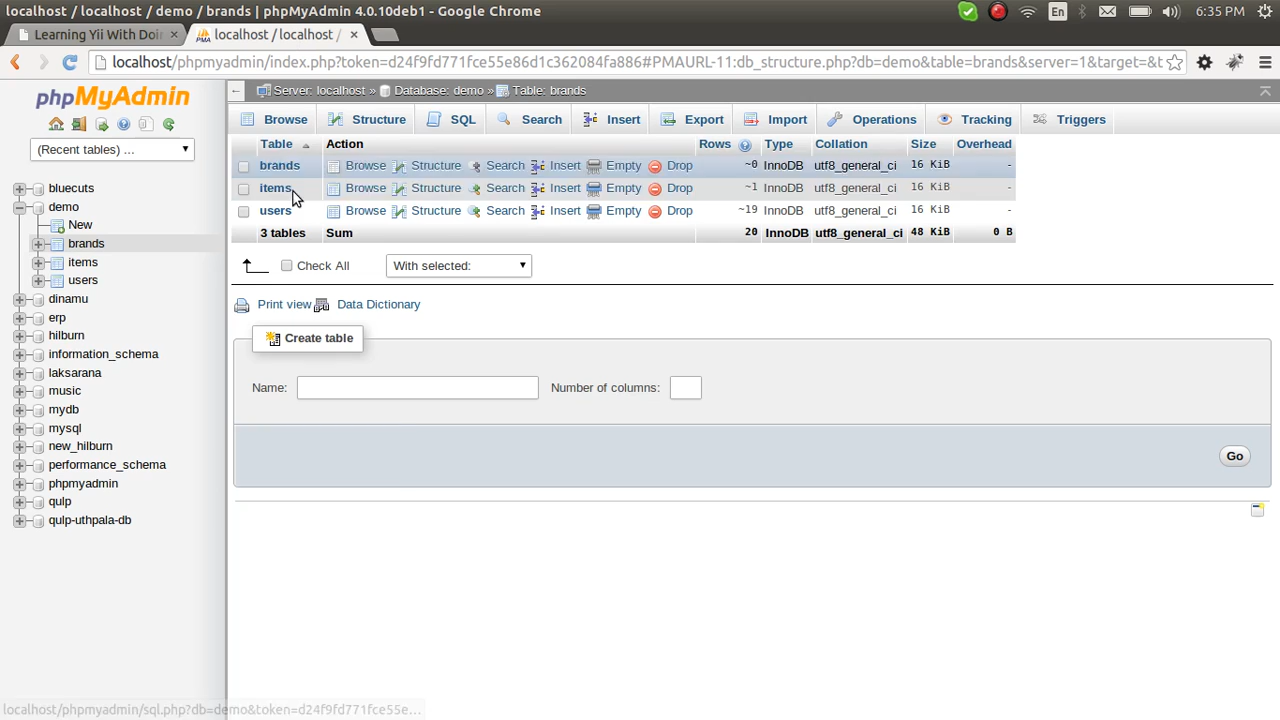 localhost / localhost / demo / brands | phpMyAdmin 4.0.10deb1 - Google Chrome En 6:35 PM
Learning Yii With Doin localhost / localhost /
localhost/phpmyadmin/index.php?token=d24f9fd771fce55e86d1c362084fa886#PMAURL-11:db_structure.php?db=demo&table=brands&server=1&target=&t
phpMyAdmin
(Recent tables) ...
bluecuts
demo
New
brands
items
users
dinamu
erp
hilburn
information_schema
laksarana
music
mydb
mysql
new_hilburn
performance_schema
phpmyadmin
qulp
qulp-uthpala-db
Server: localhost » Database: demo » Table: brands
Browse Structure SQL Search Insert Export Import Operations Tracking Triggers
Table Action Rows Type Collation Size Overhead
brands Browse Structure Search Insert Empty Drop ~0 InnoDB utf8_general_ci 16 KiB -
items Browse Structure Search Insert Empty Drop ~1 InnoDB utf8_general_ci 16 KiB -
users Browse Structure Search Insert Empty Drop ~19 InnoDB utf8_general_ci 16 KiB -
3 tables Sum 20 InnoDB utf8_general_ci 48 KiB 0 B
Check All With selected:
Print view Data Dictionary
Create table
Name: Number of columns:
Go
localhost/phpmyadmin/sql.php?db=demo&token=d24f9fd771fce55e...